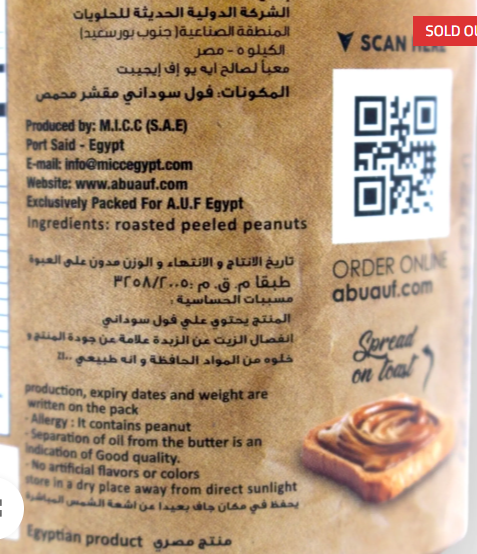 الشركة الدولية الحديثة للحلويات
المنطقة الصناعية( جنوب بورسعيد)
الكيلو ٥ - مصر
معبأ لصالح ايه يو إف إيجيبت
المكونات: فول سوداني مقشر محمص
Produced by: M.I.C.C (S.A.E)
Port Said - Egypt
E-mail: info@miccegypt.com
Website: www.abuauf.com
Exclusively Packed For A.U.F Egypt
Ingredients: roasted peeled peanuts
تاريخ الانتاج و الانتهاء و الوزن مدون على العبوة
طبقا م. ق. م :٣٢٥٨/٢٠٠٥
مسببات الحساسية :
المنتج يحتوي علي فول سوداني
انفصال الزيت عن الزبدة علامة عن جودة المنتج و
خلوه من المواد الحافظة و انه طبيعي ١٠٠٪
production, expiry dates and weight are
written on the pack
- Allergy : It contains peanut
- Separation of oil from the butter is an
indication of Good quality.
- No artificial flavors or colors
store in a dry place away from direct sunlight
يحفظ في مكان جاف بعيدا عن اشعة الشمس المباشرة
Egyptian product منتج مصري
SOLD OU
SCAN HERE
ORDER ONLINE
abuauf.com
Spread
on toast